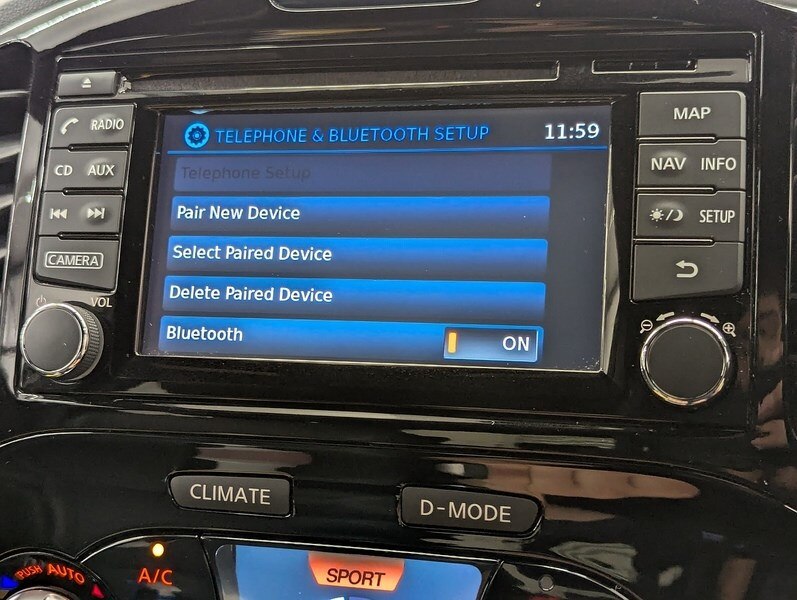 TELEPHONE & BLUETOOTH SETUP 11:59
Telephone Setup
Pair New Device
Select Paired Device
Delete Paired Device
Bluetooth ON
RADIO
CD AUX
CAMERA
VOL
MAP
NAV INFO
SETUP
CLIMATE
D-MODE
PUSH AUTO
A/C
SPORT